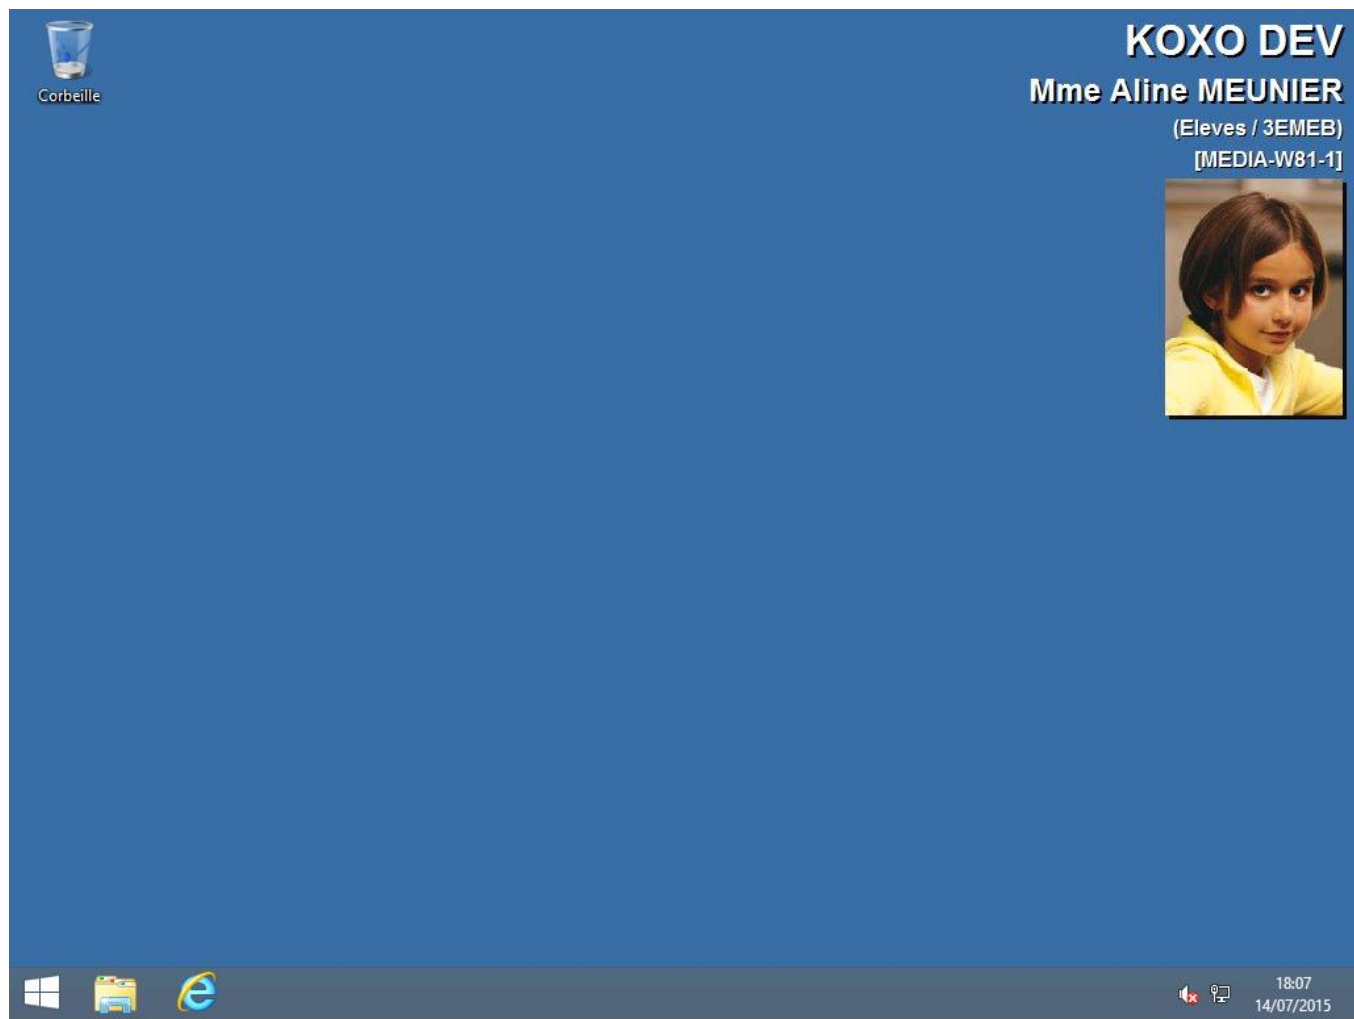 KOXO DEV
Mme Aline MEUNIER
(Eleves / 3EMEB)
[MEDIA-W81-1]
Corbeille
18:07
14/07/2015